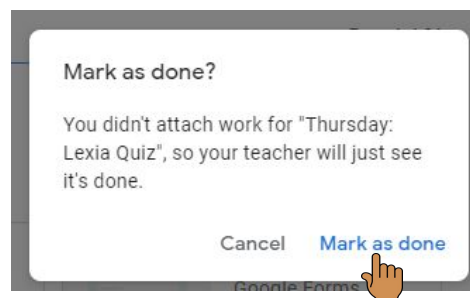 Mark as done?
You didn't attach work for "Thursday:
Lexia Quiz", so your teacher will just see
it's done.
Cancel Mark as done
Google Forms